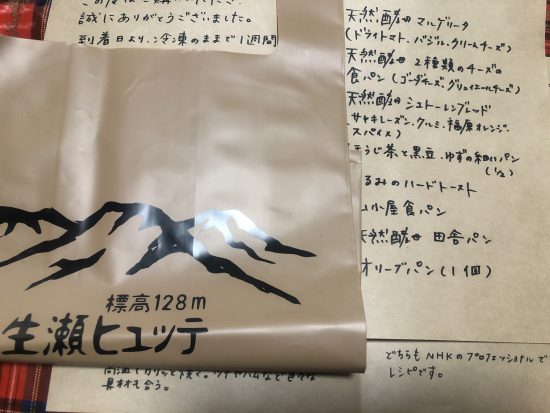 誠にありがとうございました。
到着日より、冷凍のままで1週間
天然酵母 マルゲリータ
(ドライトマト、バジル、クリームチーズ)
天然酵母 2種類のチーズの
食パン(ゴーダチーズ、グリュイエールチーズ)
天然酵母 シュトーレンブレッド
サヤキレーズン、クルミ、福原オレンジ、
スパイス)
ほうじ茶と黒豆、ゆずの細いパン
(1/2)
くるみのハードトースト
山小屋食パン
天然酵母 田舎パン
オリーブパン(1個)
標高128m
生瀬ヒュッテ
どちらも NHKの プロフェッショナルで
レシピです。
具材も合う。